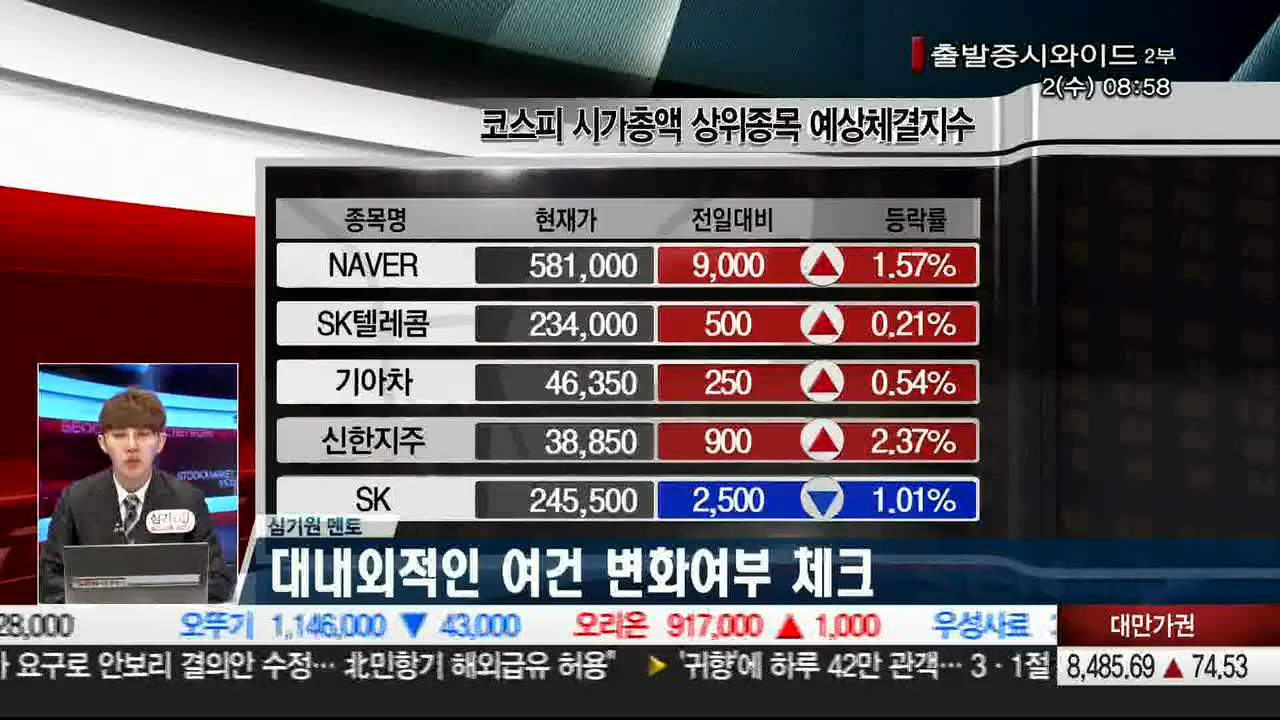 출발증시와이드 2부
2(수) 08:58
코스피 시가총액 상위종목 예상체결지수
종목명 현재가 전일대비 등락률
NAVER 581,000 9,000 ▲ 1.57%
SK텔레콤 234,000 500 ▲ 0.21%
기아차 46,350 250 ▲ 0.54%
신한지주 38,850 900 ▲ 2.37%
SK 245,500 2,500 ▼ 1.01%
심기원 멘토
대내외적인 여건 변화여부 체크
28,000 오뚜기 1,146,000 ▼ 43,000 오리온 917,000 ▲ 1,000 우성사료
대만가권
요구로 안보리 결의안 수정… 北민항기 해외급유 허용" ▶ '귀향'에 하루 42만 관객… 3·1절
8,485.69 ▲ 74.53